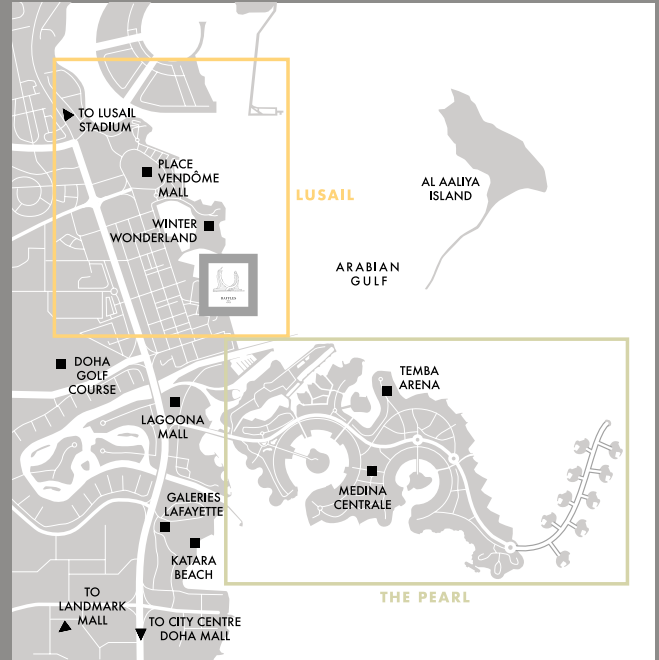 TO LUSAIL
STADIUM
PLACE
VENDÔME
MALL
LUSAIL
AL AALIYA
ISLAND
WINTER
WONDERLAND
ARABIAN
GULF
DOHA
GOLF
COURSE
TEMBA
ARENA
LAGOONA
MALL
MEDINA
CENTRALE
GALERIES
LAFAYETTE
KATARA
BEACH
TO
LANDMARK
MALL
THE PEARL
TO CITY CENTRE
DOHA MALL